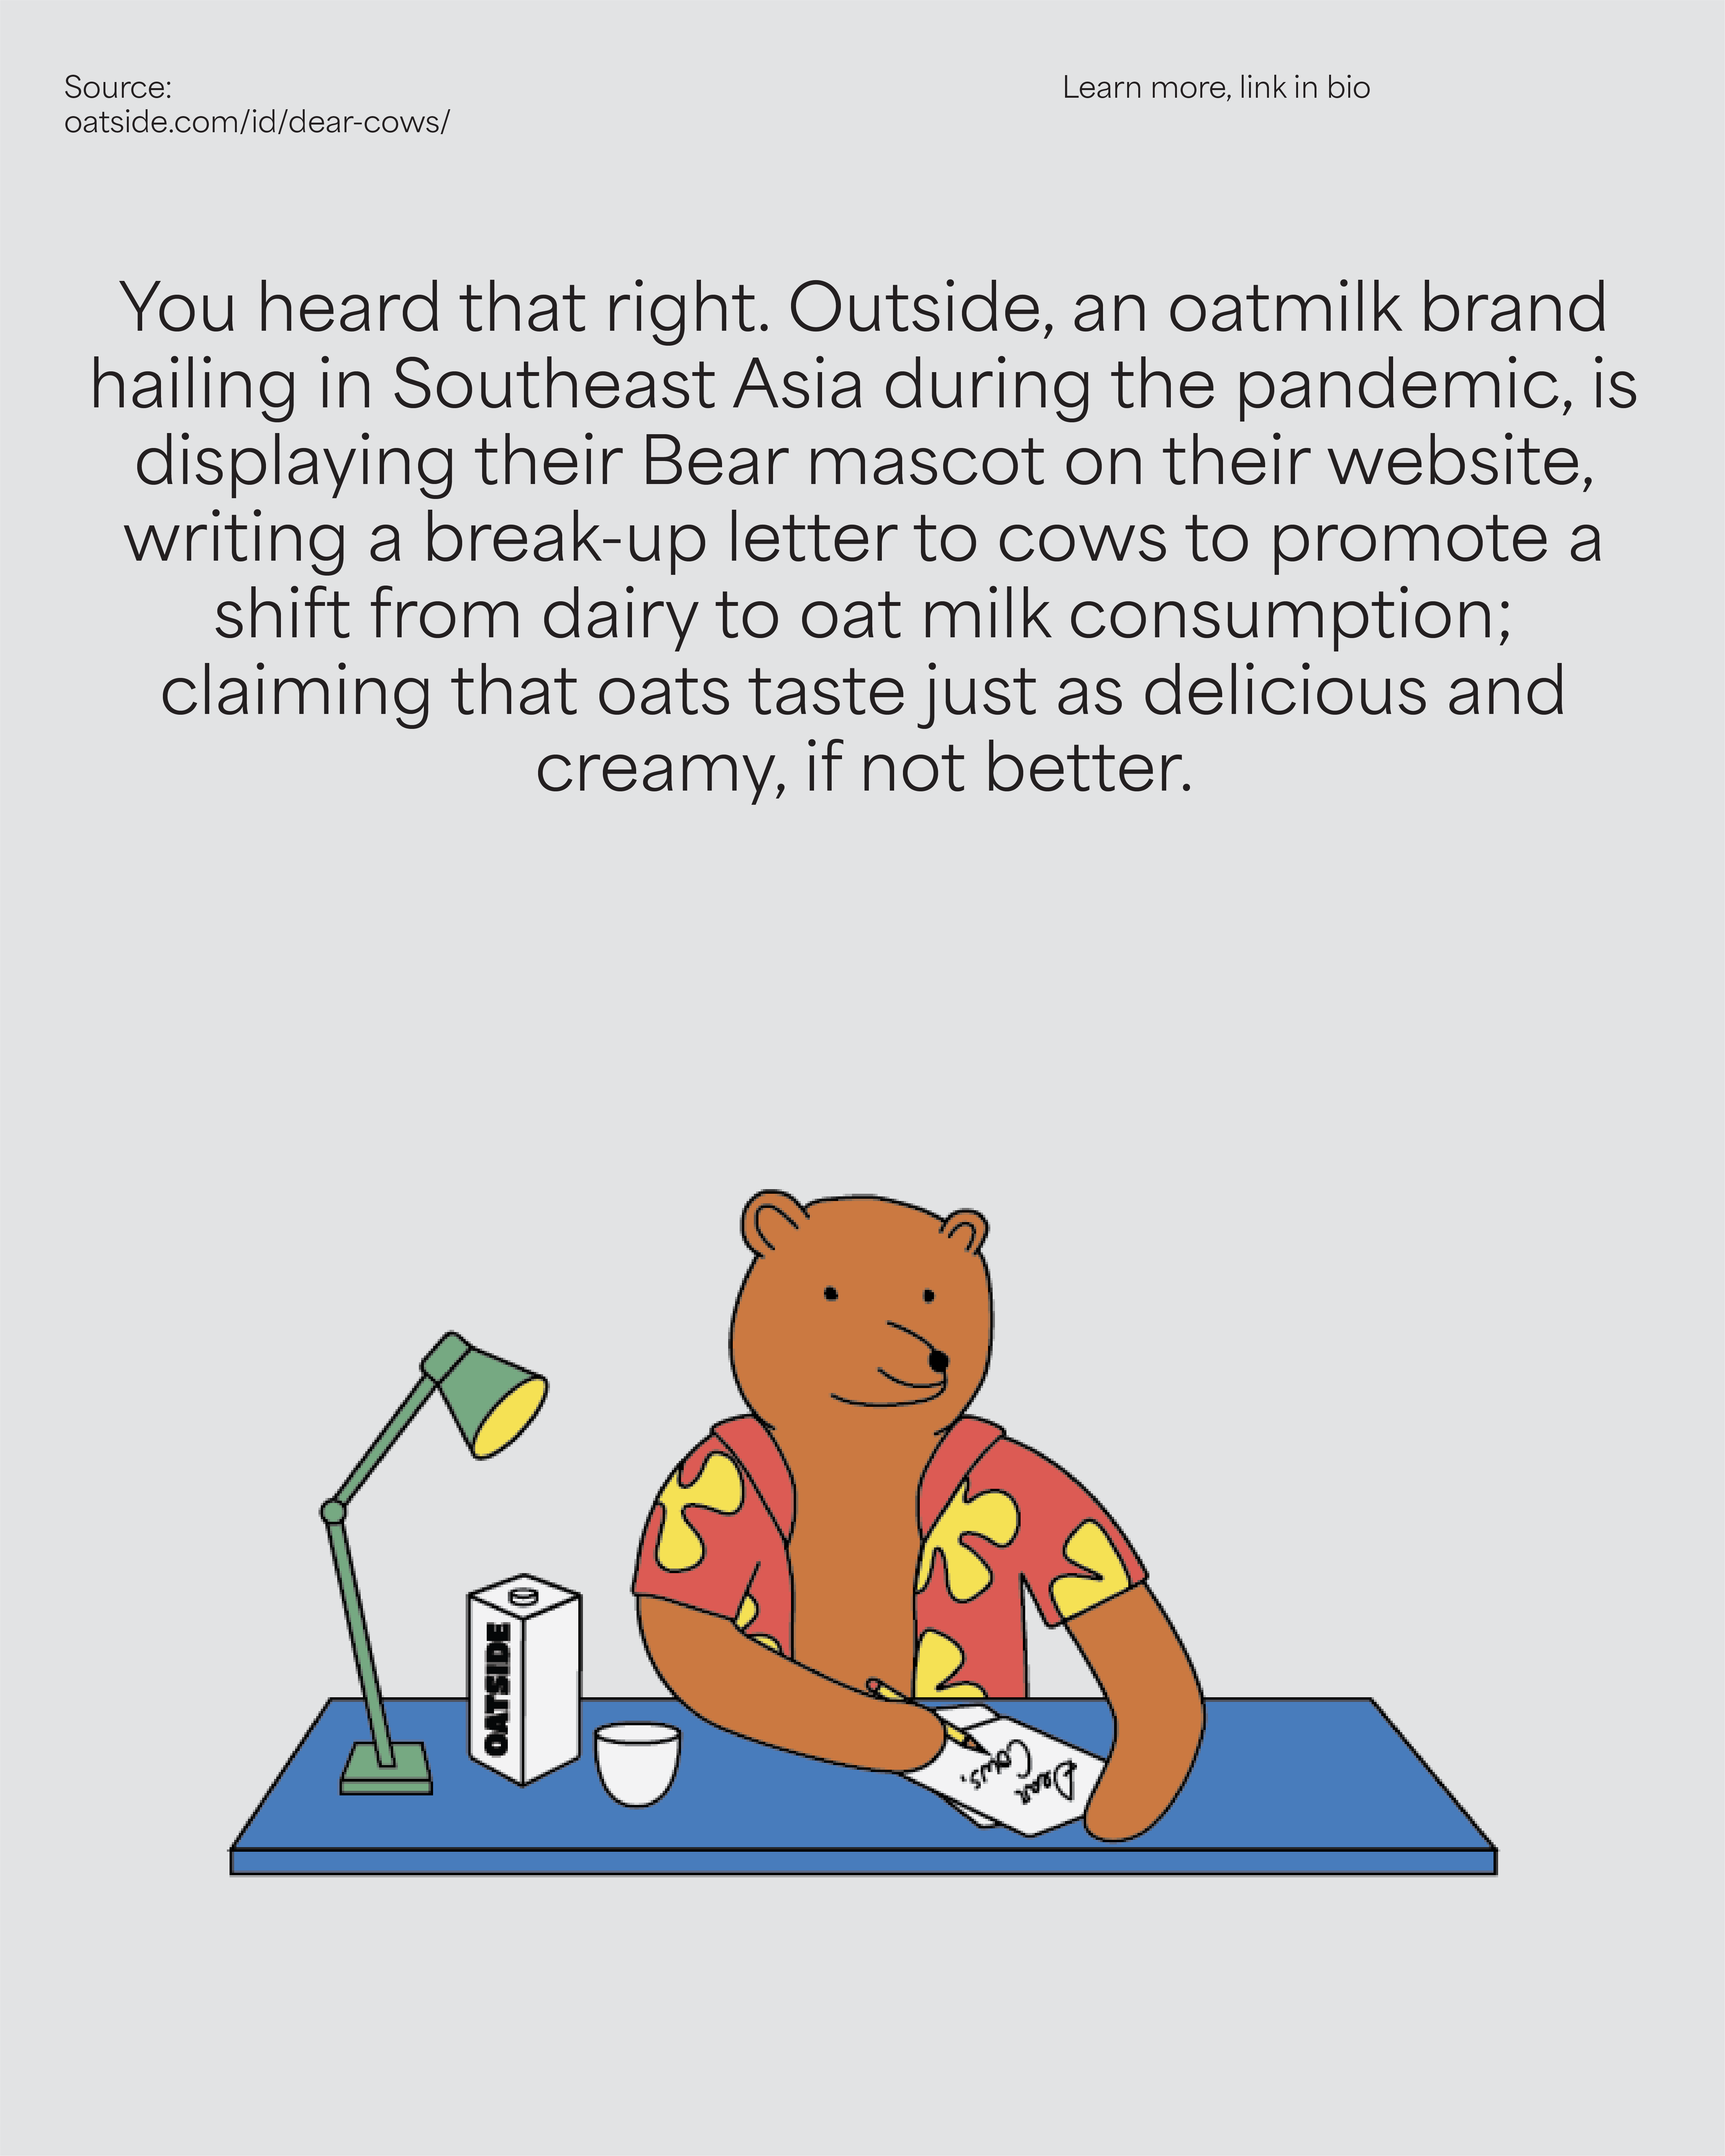 Source:
oatside.com/id/dear-cows/
Learn more, link in bio
You heard that right. Outside, an oatmilk brand
hailing in Southeast Asia during the pandemic, is
displaying their Bear mascot on their website,
writing a break-up letter to cows to promote a
shift from dairy to oat milk consumption;
claiming that oats taste just as delicious and
creamy, if not better.
OATSIDE
Dear
Cows,